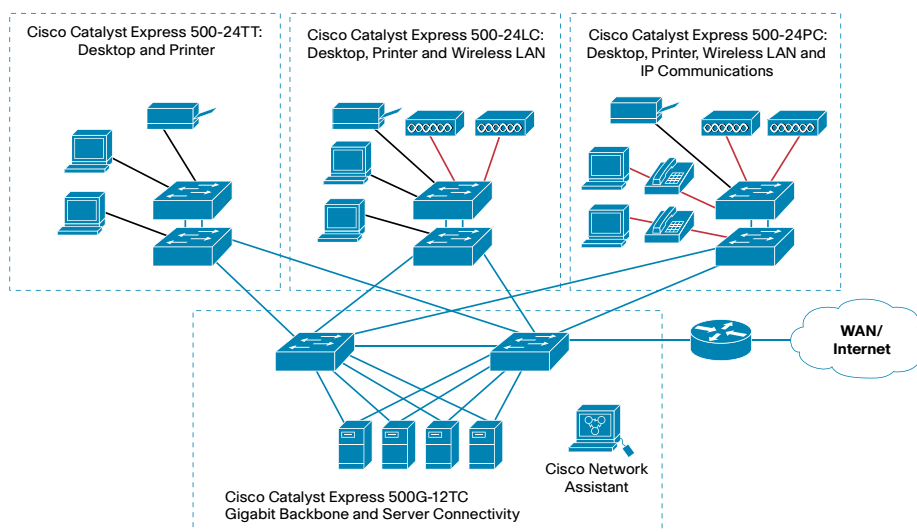 Cisco Catalyst Express 500-24TT:
Desktop and Printer
Cisco Catalyst Express 500-24LC:
Desktop, Printer and Wireless LAN
Cisco Catalyst Express 500-24PC:
Desktop, Printer, Wireless LAN and
IP Communications
WAN/
Internet
Cisco Network
Assistant
Cisco Catalyst Express 500G-12TC
Gigabit Backbone and Server Connectivity